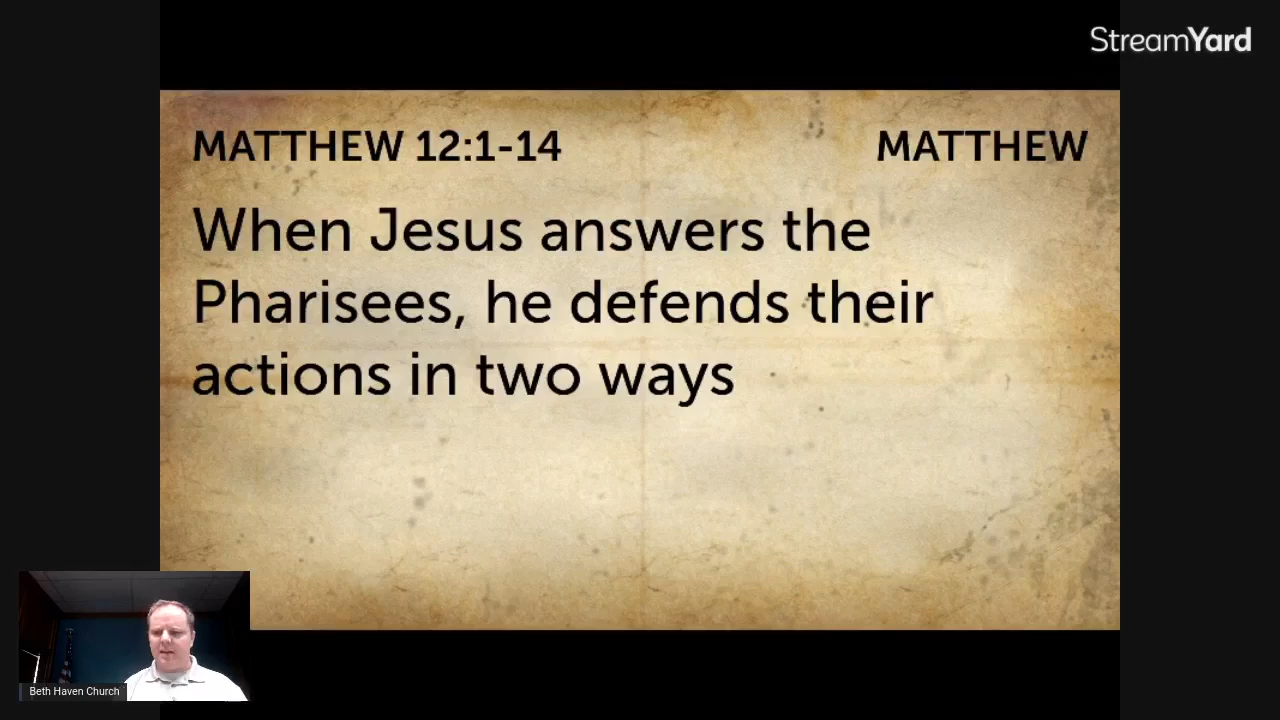 StreamYard
MATTHEW 12:1-14
MATTHEW
When Jesus answers the
Pharisees, he defends their
actions in two ways
Beth Haven Church